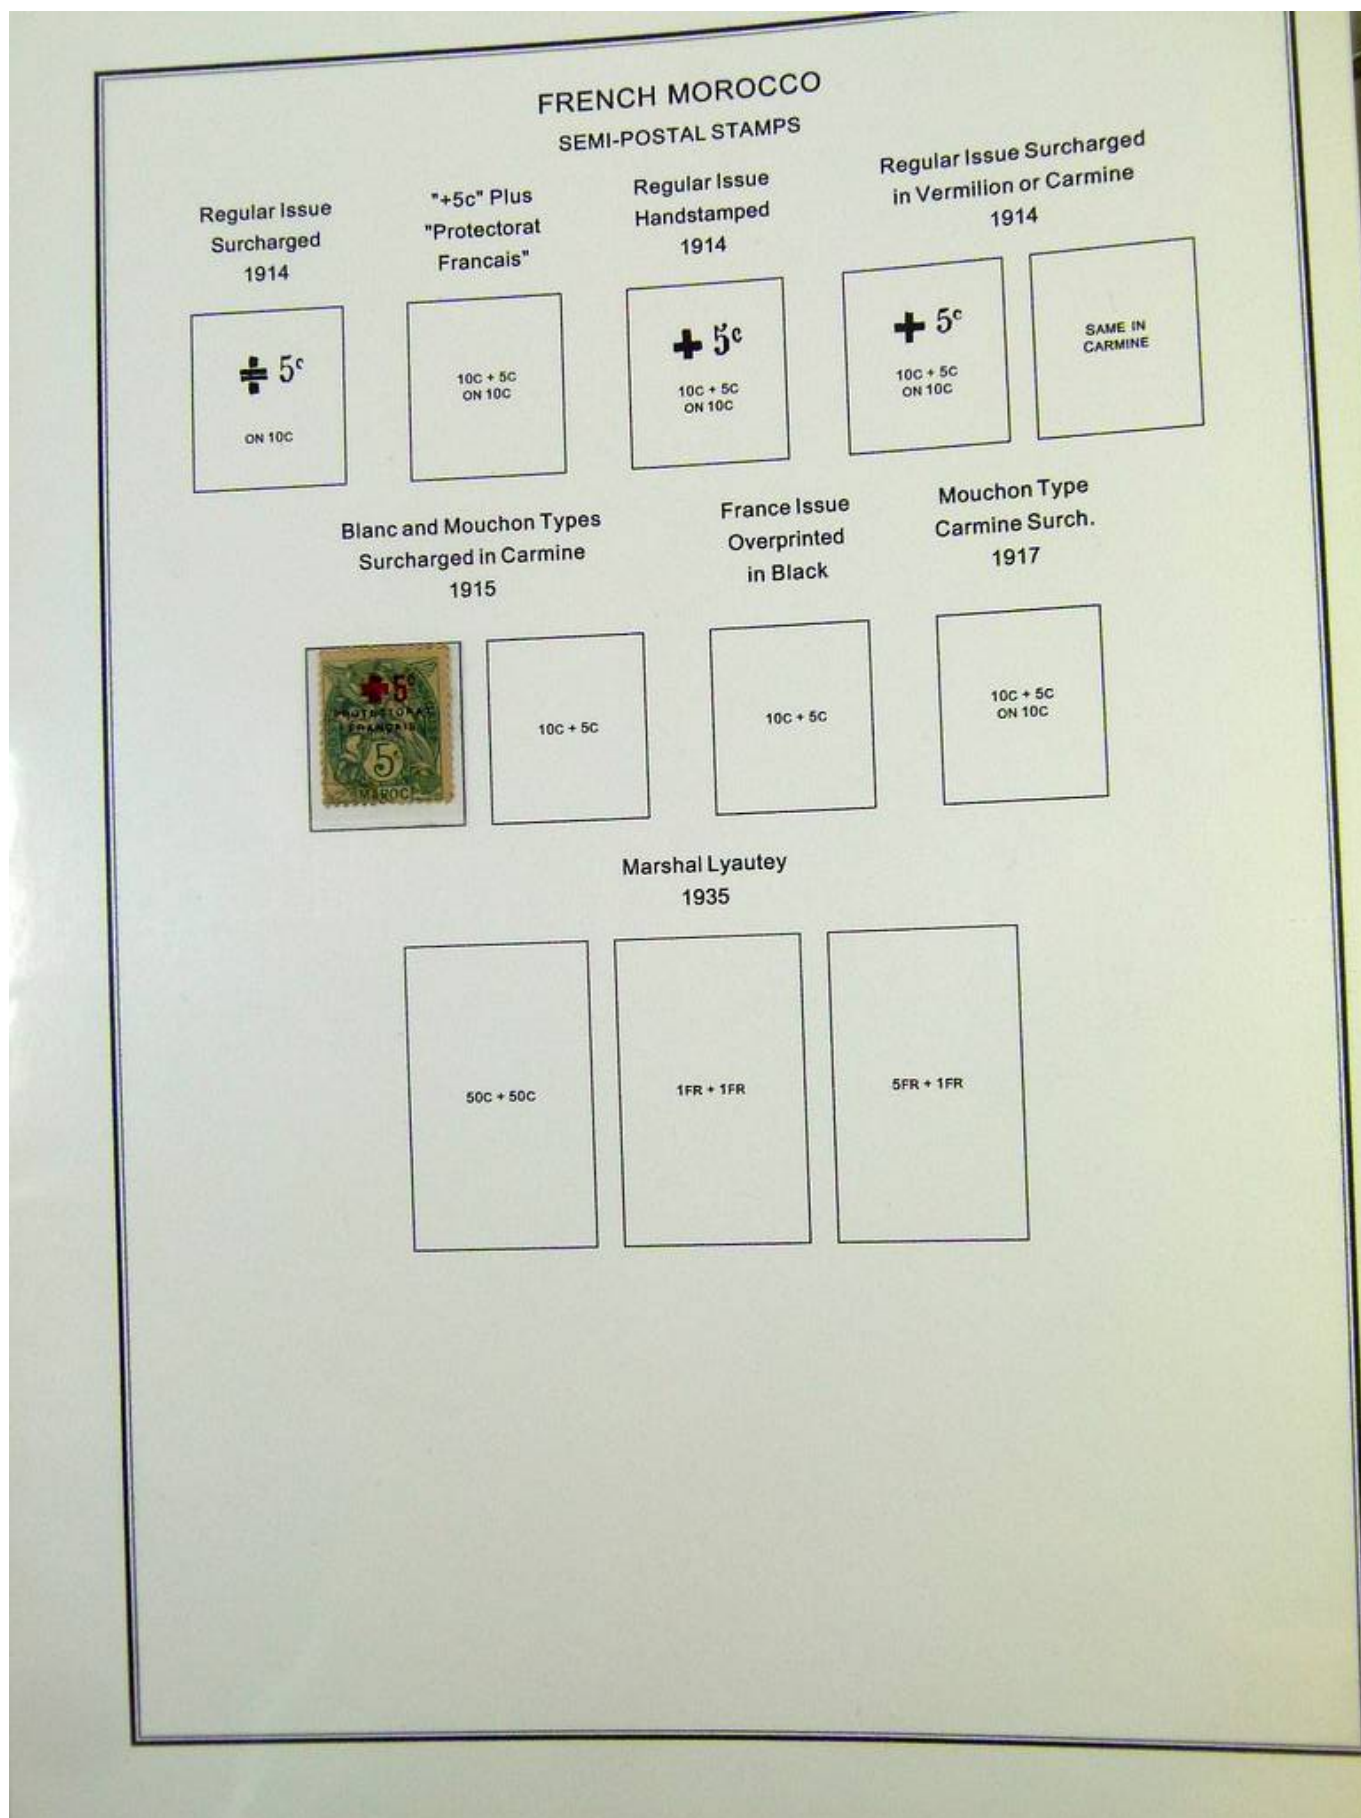 FRENCH MOROCCO
SEMI-POSTAL STAMPS
Regular Issue
Surcharged
1914
"+5c" Plus
"Protectorat
Francais"
Regular Issue
Handstamped
1914
Regular Issue Surcharged
in Vermilion or Carmine
1914
+ 5c
ON 10C
10C + 5C
ON 10C
+ 5c
10C + 5C
ON 10C
+ 5c
10C + 5C
ON 10C
SAME IN
CARMINE
Blanc and Mouchon Types
Surcharged in Carmine
1915
France Issue
Overprinted
in Black
Mouchon Type
Carmine Surch.
1917
+ 5c
PROTECTORAT
FRANÇAIS
5c
MAROC
10C + 5C
10C + 5C
10C + 5C
ON 10C
Marshal Lyautey
1935
50C + 50C
1FR + 1FR
5FR + 1FR